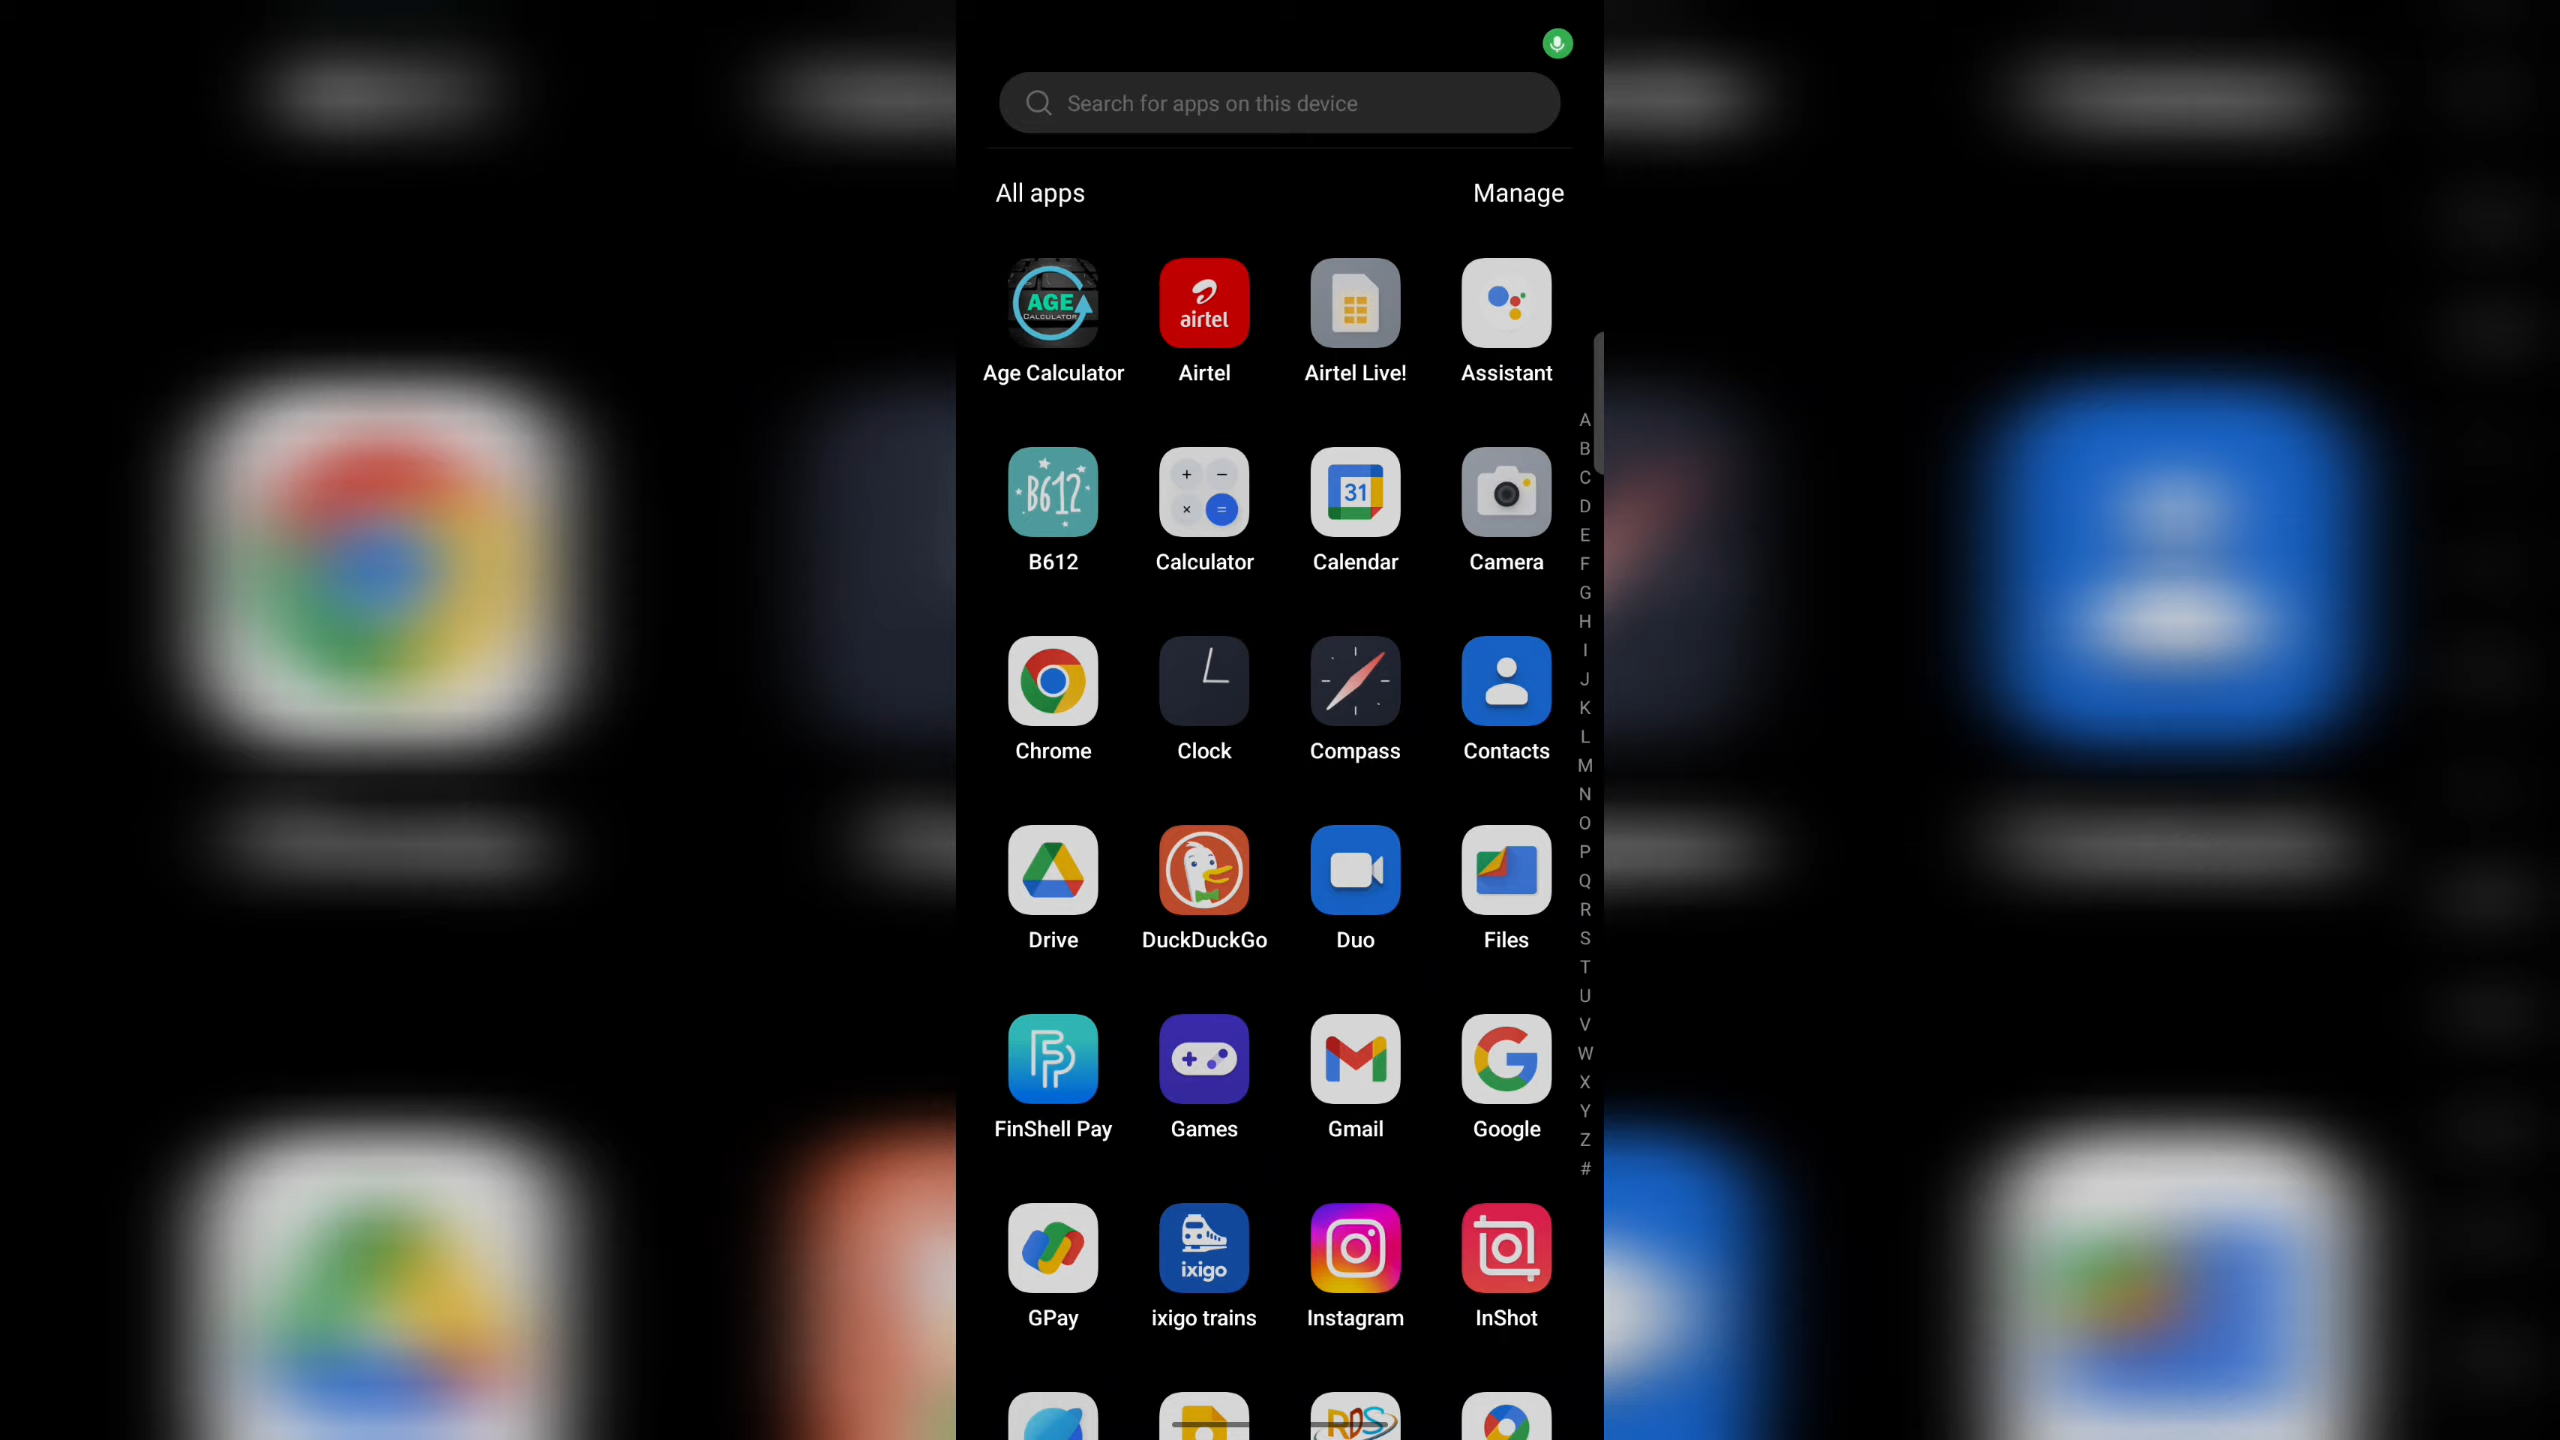 Search for apps on this device
All apps
Manage
AGE
CALCULATOR
airtel
Age Calculator
Airtel
Airtel Live!
Assistant
B612
31
B612
Calculator
Calendar
Camera
Chrome
Clock
Compass
Contacts
Drive
DuckDuckGo
Duo
Files
FinShell Pay
Games
Gmail
Google
ixigo
GPay
ixigo trains
Instagram
InShot
RDS
A
B
C
D
E
F
G
H
I
J
K
L
M
N
O
P
Q
R
S
T
U
V
W
X
Y
Z
#